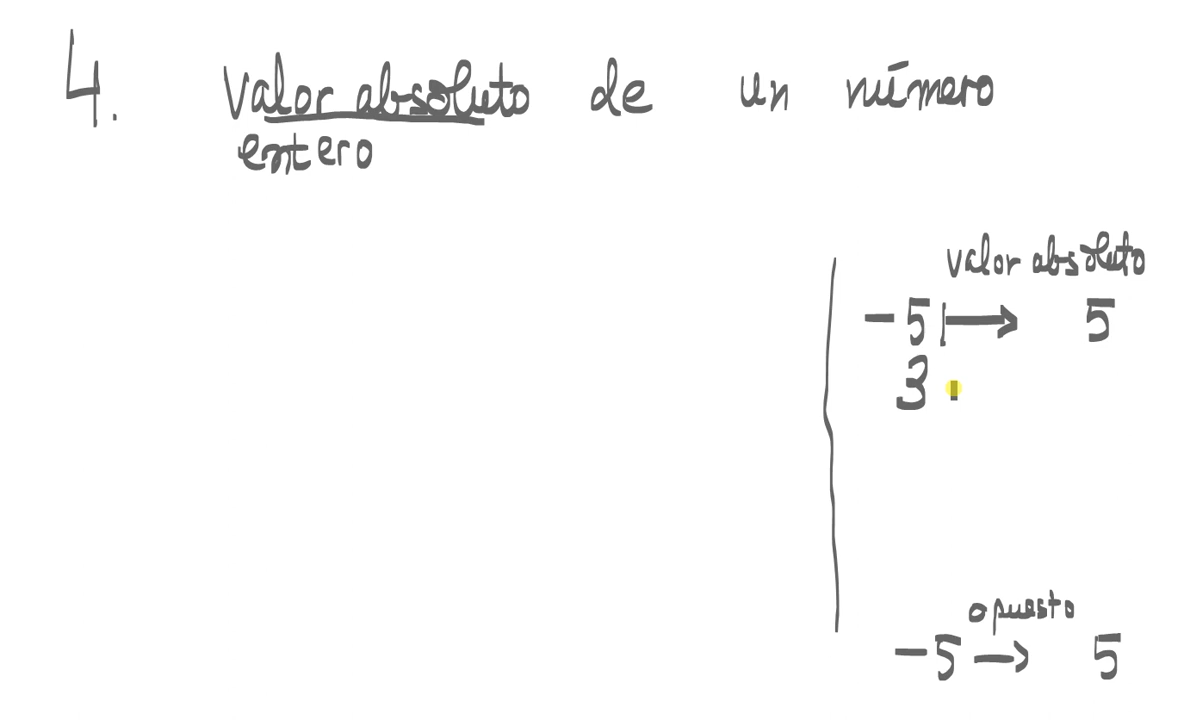 4. Valor absoluto de un número
entero
valor absoluto
-5 ↦ 5
3
opuesto
-5 → 5